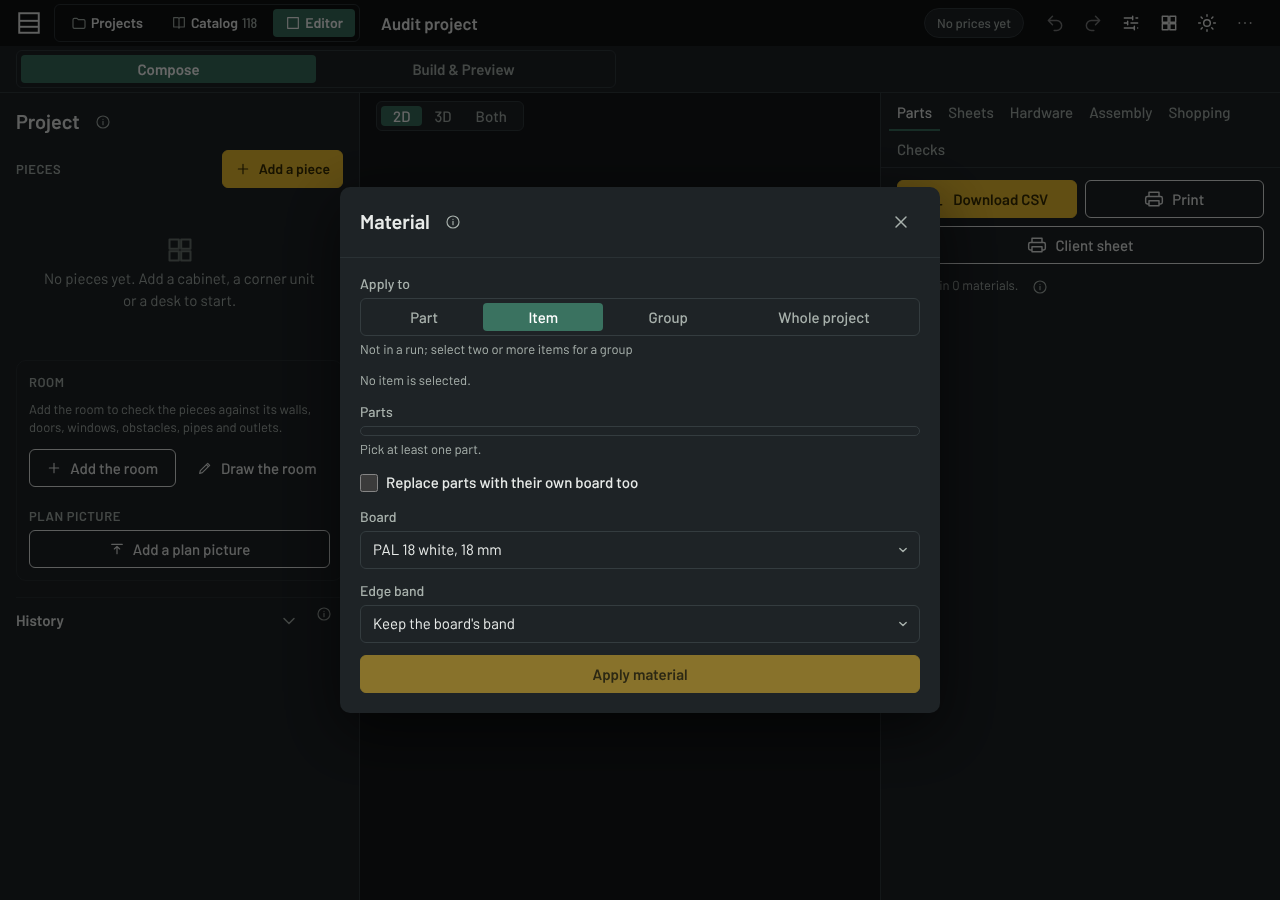 Projects
Catalog 118
Editor
Audit project
No prices yet
Compose
Build & Preview
Project
PIECES
Add a piece
No pieces yet. Add a cabinet, a corner unit
or a desk to start.
ROOM
Add the room to check the pieces against its walls,
doors, windows, obstacles, pipes and outlets.
Add the room
Draw the room
PLAN PICTURE
Add a plan picture
History
2D
3D
Both
Material
Apply to
Part
Item
Group
Whole project
Not in a run; select two or more items for a group
No item is selected.
Parts
Pick at least one part.
Replace parts with their own board too
Board
PAL 18 white, 18 mm
Edge band
Keep the board's band
Apply material
Parts
Sheets
Hardware
Assembly
Shopping
Checks
Download CSV
Print
Client sheet
in 0 materials.